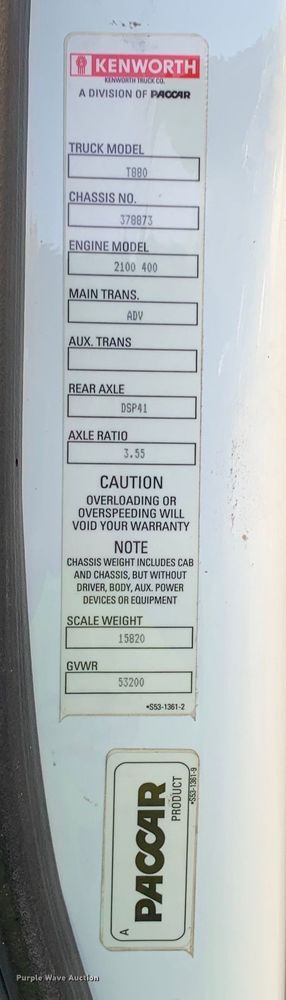 KENWORTH
KENWORTH TRUCK CO.
A DIVISION OF PACCAR
TRUCK MODEL
T880
CHASSIS NO.
378873
ENGINE MODEL
2100 400
MAIN TRANS.
ADV
AUX. TRANS
REAR AXLE
DSP41
AXLE RATIO
3.55
CAUTION
OVERLOADING OR
OVERSPEEDING WILL
VOID YOUR WARRANTY
NOTE
CHASSIS WEIGHT INCLUDES CAB
AND CHASSIS, BUT WITHOUT
DRIVER, BODY, AUX. POWER
DEVICES OR EQUIPMENT
SCALE WEIGHT
15820
GVWR
53200
•S53-1361-2
A
PACCAR
PRODUCT
•S53-1361-9
Purple Wave Auction